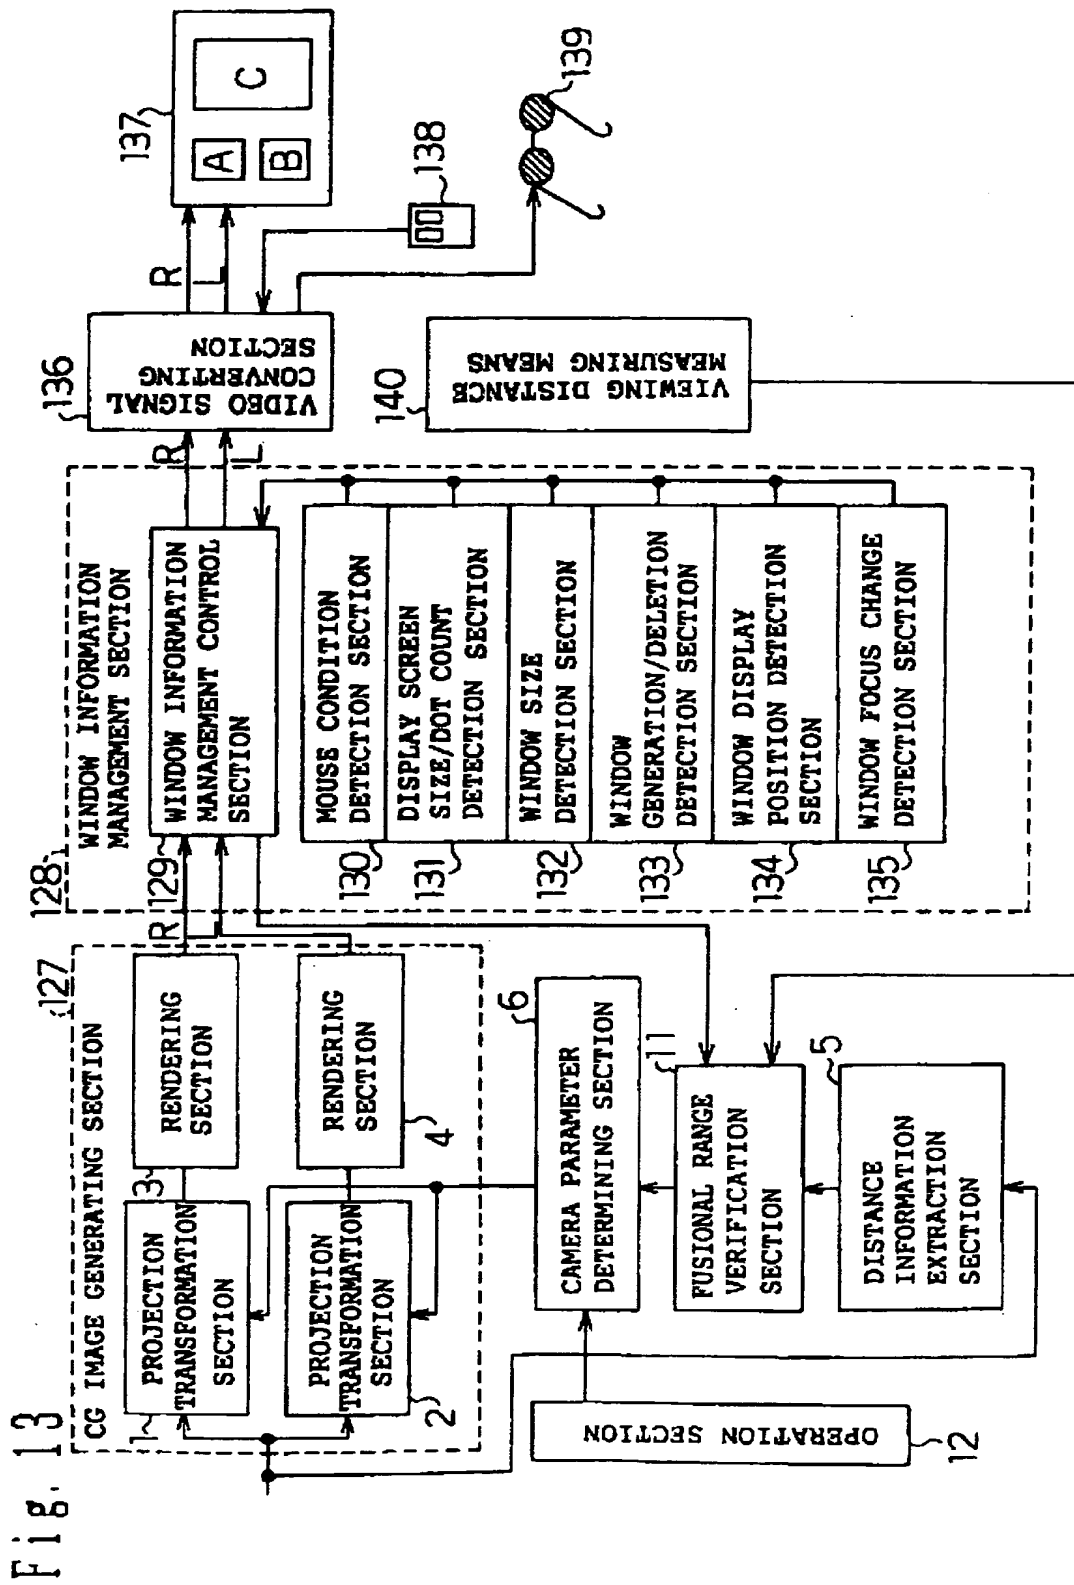 Fig. 13
CG IMAGE GENERATING SECTION
127
1
PROJECTION
TRANSFORMATION
SECTION
3
RENDERING
SECTION
2
PROJECTION
TRANSFORMATION
SECTION
4
RENDERING
SECTION
R
L
128
WINDOW INFORMATION
MANAGEMENT SECTION
129
WINDOW INFORMATION
MANAGEMENT CONTROL
SECTION
130
MOUSE CONDITION
DETECTION SECTION
131
DISPLAY SCREEN
SIZE/DOT COUNT
DETECTION SECTION
132
WINDOW SIZE
DETECTION SECTION
133
WINDOW
GENERATION/DELETION
DETECTION SECTION
134
WINDOW DISPLAY
POSITION DETECTION
SECTION
135
WINDOW FOCUS CHANGE
DETECTION SECTION
R
L
136
VIDEO SIGNAL
CONVERTING
SECTION
R
L
137
A
B
C
138
139
140
VIEWING DISTANCE
MEASURING MEANS
6
CAMERA PARAMETER
DETERMINING SECTION
11
FUSIONAL RANGE
VERIFICATION
SECTION
5
DISTANCE
INFORMATION
EXTRACTION
SECTION
OPERATION SECTION
12